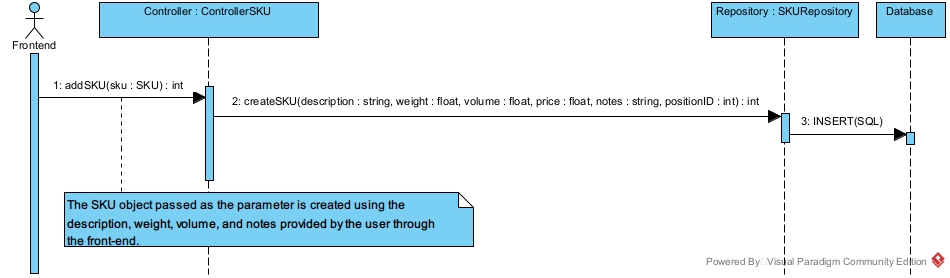 Controller : ControllerSKU
Repository : SKURepository
Database
Frontend
1: addSKU(sku : SKU) : int
2: createSKU(description : string, weight : float, volume : float, price : float, notes : string, positionID : int) : int
3: INSERT(SQL)
The SKU object passed as the parameter is created using the
description, weight, volume, and notes provided by the user through
the front-end.
Powered By Visual Paradigm Community Edition